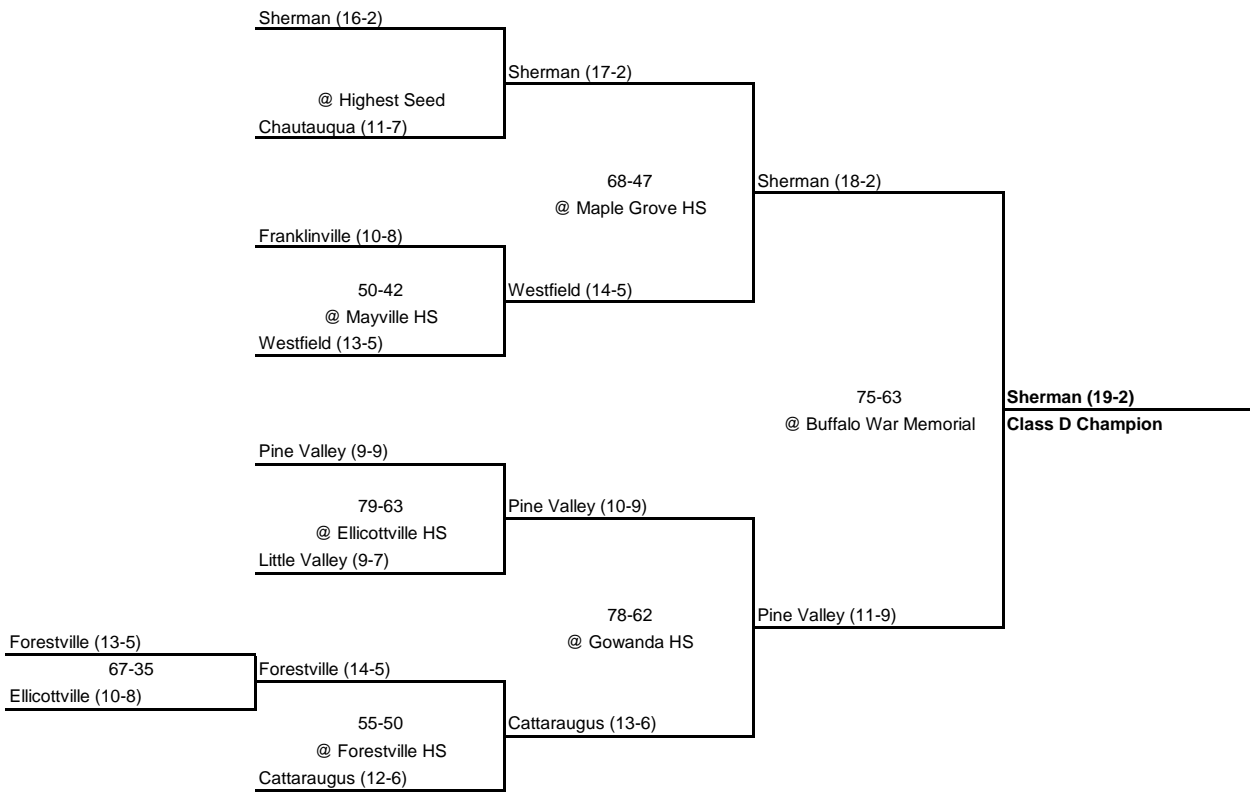 Sherman (16-2)
Sherman (17-2)
@ Highest Seed
Chautauqua (11-7)
68-47
Sherman (18-2)
@ Maple Grove HS
Franklinville (10-8)
50-42
Westfield (14-5)
@ Mayville HS
Westfield (13-5)
75-63
Sherman (19-2)
@ Buffalo War Memorial
Class D Champion
Pine Valley (9-9)
79-63
Pine Valley (10-9)
@ Ellicottville HS
Little Valley (9-7)
78-62
Pine Valley (11-9)
@ Gowanda HS
Forestville (13-5)
67-35
Forestville (14-5)
Ellicottville (10-8)
55-50
Cattaraugus (13-6)
@ Forestville HS
Cattaraugus (12-6)